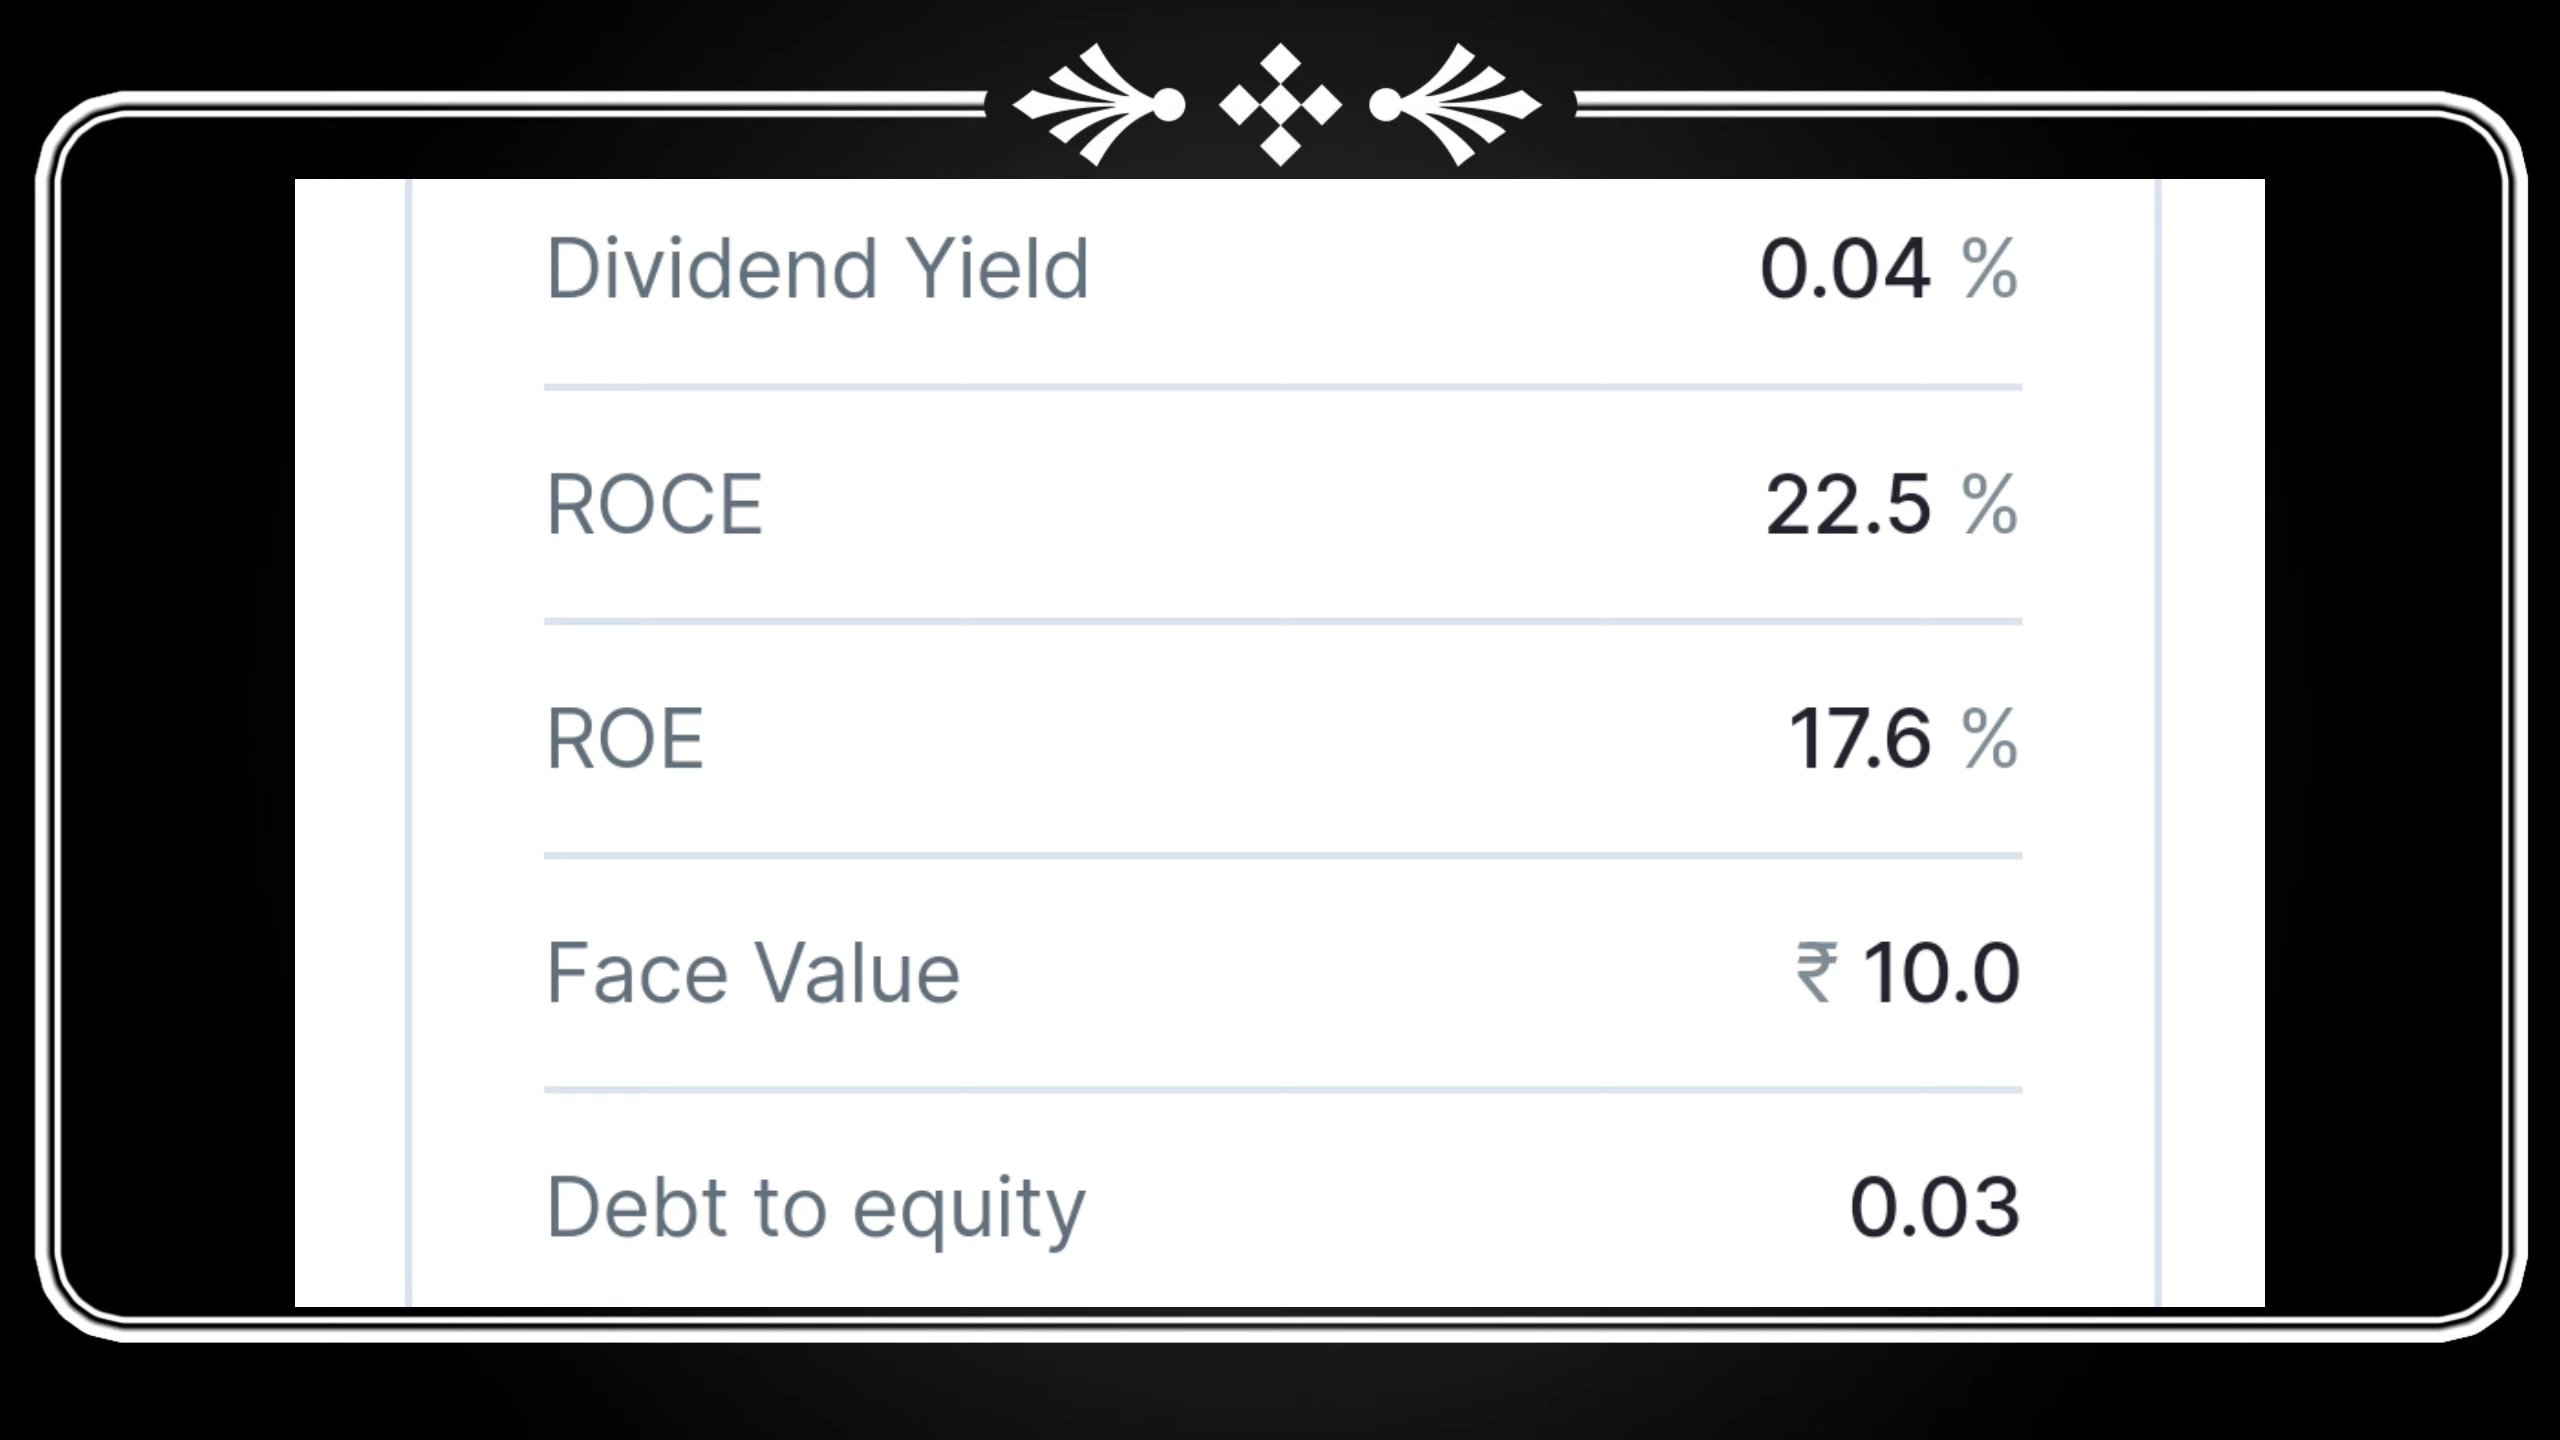 Dividend Yield 0.04 %
ROCE 22.5 %
ROE 17.6 %
Face Value ₹ 10.0
Debt to equity 0.03